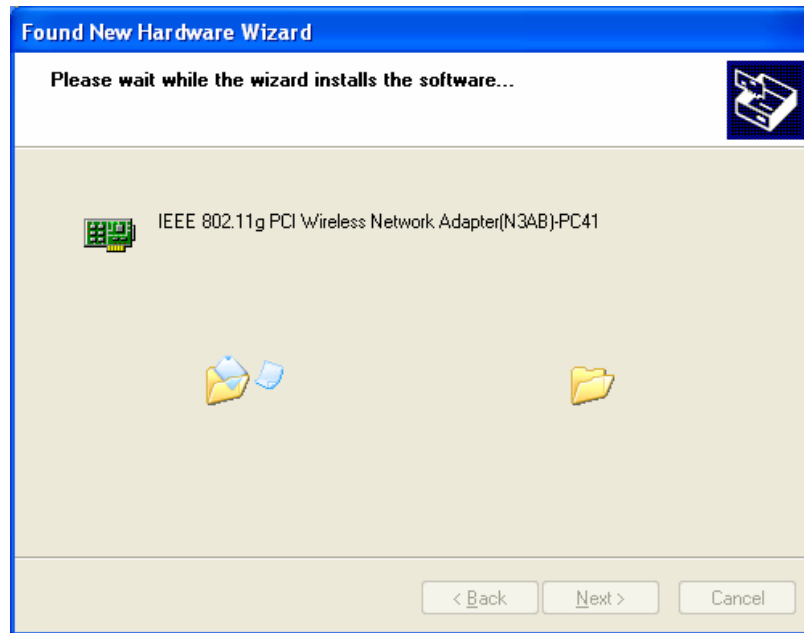 Found New Hardware Wizard
Please wait while the wizard installs the software...
IEEE 802.11g PCI Wireless Network Adapter(N3AB)-PC41
< Back
Next >
Cancel